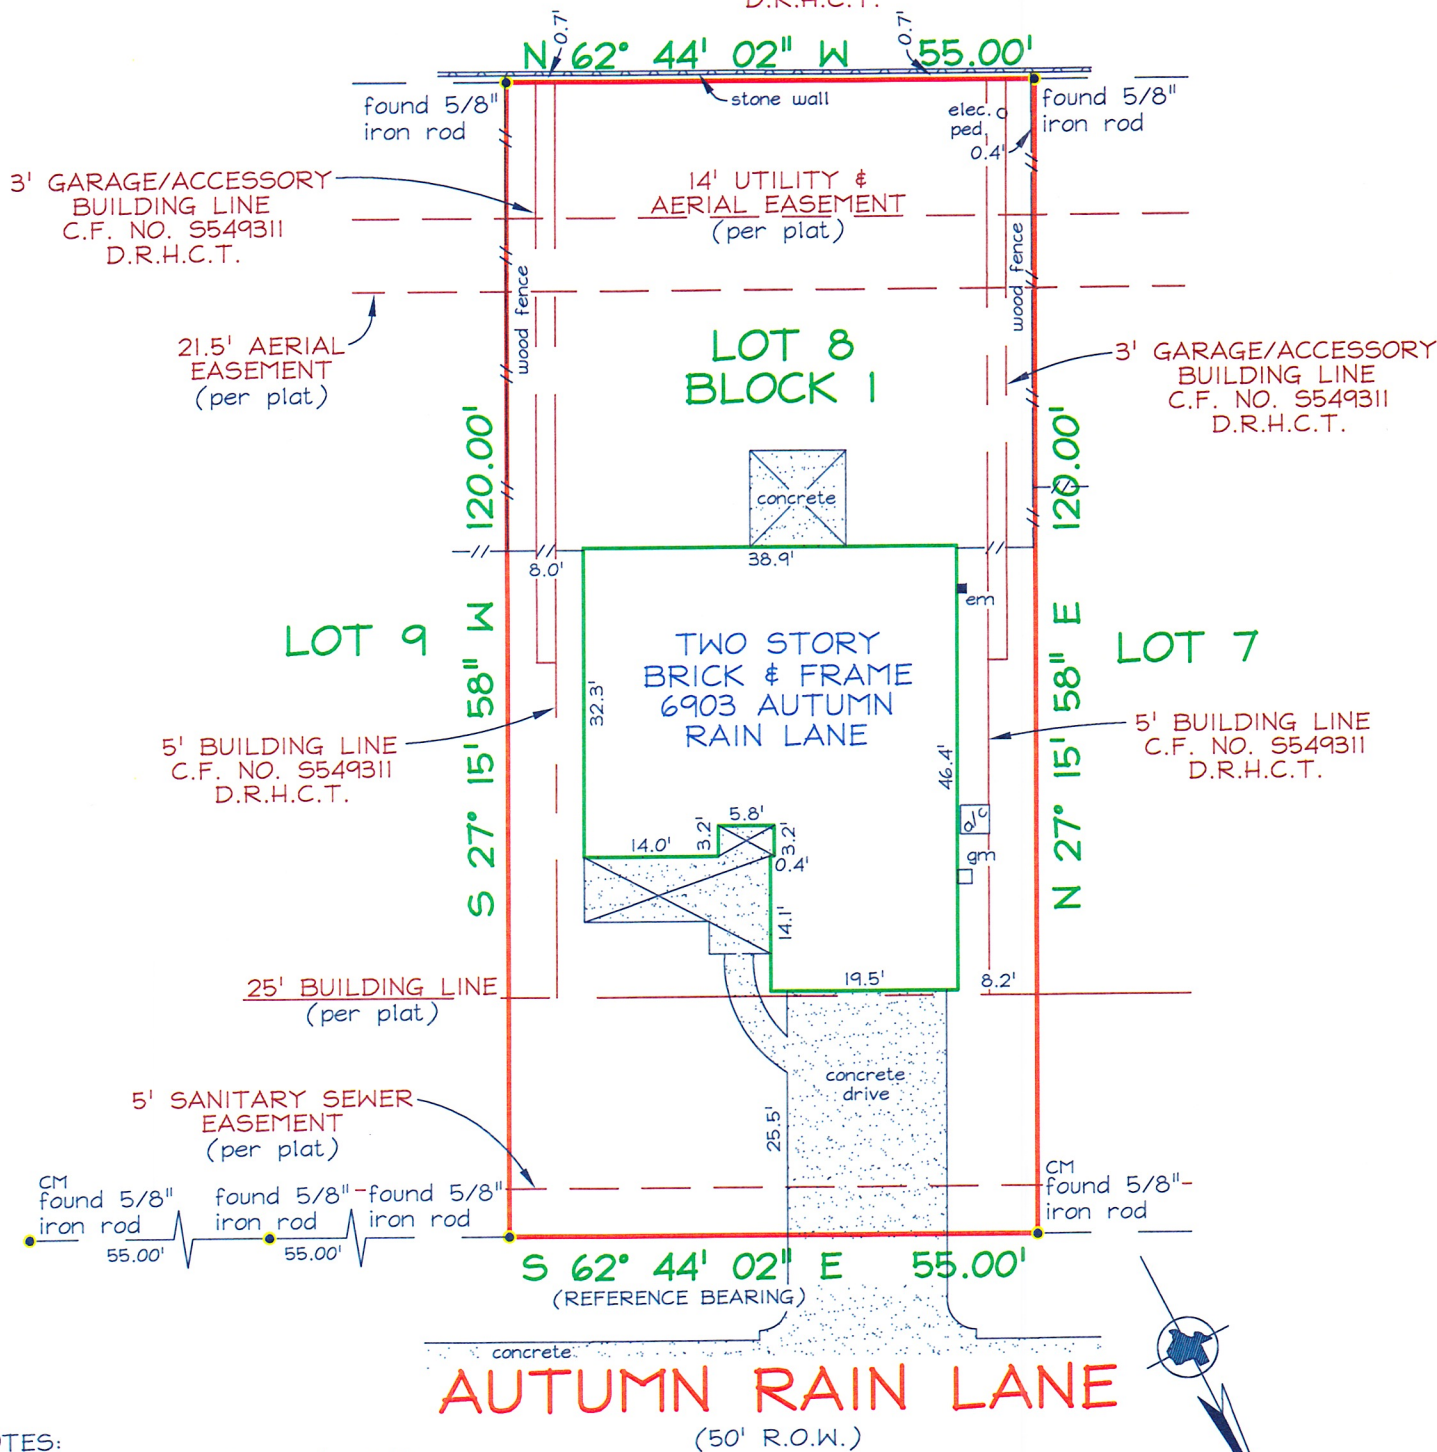 D.R.H.C.T.
0.7'
0.7'
N 62° 44' 02" W 55.00'
stone wall
found 5/8"
iron rod
elec.
ped.
0.4'
found 5/8"
iron rod
3' GARAGE/ACCESSORY
BUILDING LINE
C.F. NO. S549311
D.R.H.C.T.
14' UTILITY &
AERIAL EASEMENT
(per plat)
wood fence
wood fence
21.5' AERIAL
EASEMENT
(per plat)
LOT 8
BLOCK 1
3' GARAGE/ACCESSORY
BUILDING LINE
C.F. NO. S549311
D.R.H.C.T.
S 27° 15' 58" W 120.00'
N 27° 15' 58" E 120.00'
concrete
8.0'
38.9'
em
LOT 9
TWO STORY
BRICK & FRAME
6903 AUTUMN
RAIN LANE
LOT 7
32.3'
46.4'
5' BUILDING LINE
C.F. NO. S549311
D.R.H.C.T.
5' BUILDING LINE
C.F. NO. S549311
D.R.H.C.T.
5.8'
14.0'
3.2'
3.2'
0.4'
a/c
gm
14.1'
19.5'
8.2'
25' BUILDING LINE
(per plat)
concrete
drive
25.5'
5' SANITARY SEWER
EASEMENT
(per plat)
CM
found 5/8"
iron rod
found 5/8"
iron rod
found 5/8"
iron rod
CM
found 5/8"
iron rod
55.00'
55.00'
S 62° 44' 02" E 55.00'
(REFERENCE BEARING)
concrete
AUTUMN RAIN LANE
(50' R.O.W.)
OTES: